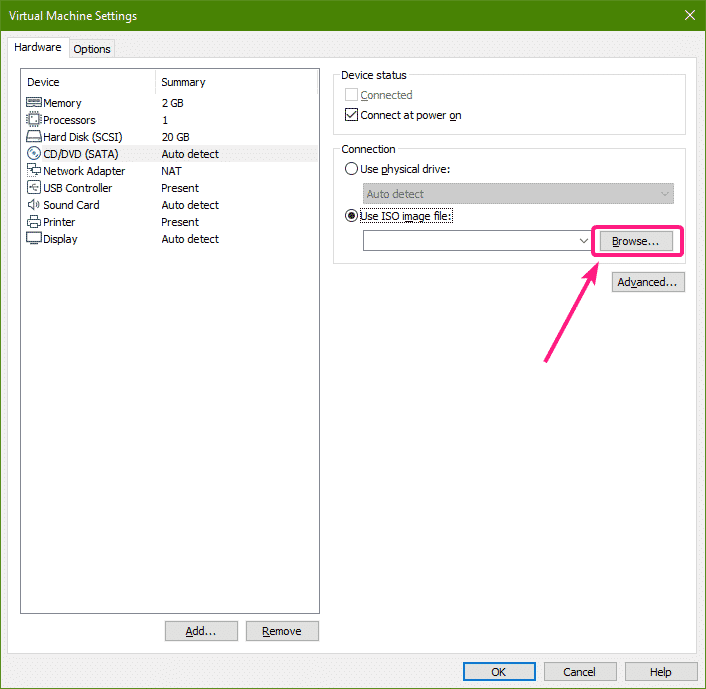 Virtual Machine Settings
Hardware
Options
Device Summary
Memory 2 GB
Processors 1
Hard Disk (SCSI) 20 GB
CD/DVD (SATA) Auto detect
Network Adapter NAT
USB Controller Present
Sound Card Auto detect
Printer Present
Display Auto detect
Add...
Remove
Device status
Connected
Connect at power on
Connection
Use physical drive:
Auto detect
Use ISO image file:
Browse...
Advanced...
OK
Cancel
Help